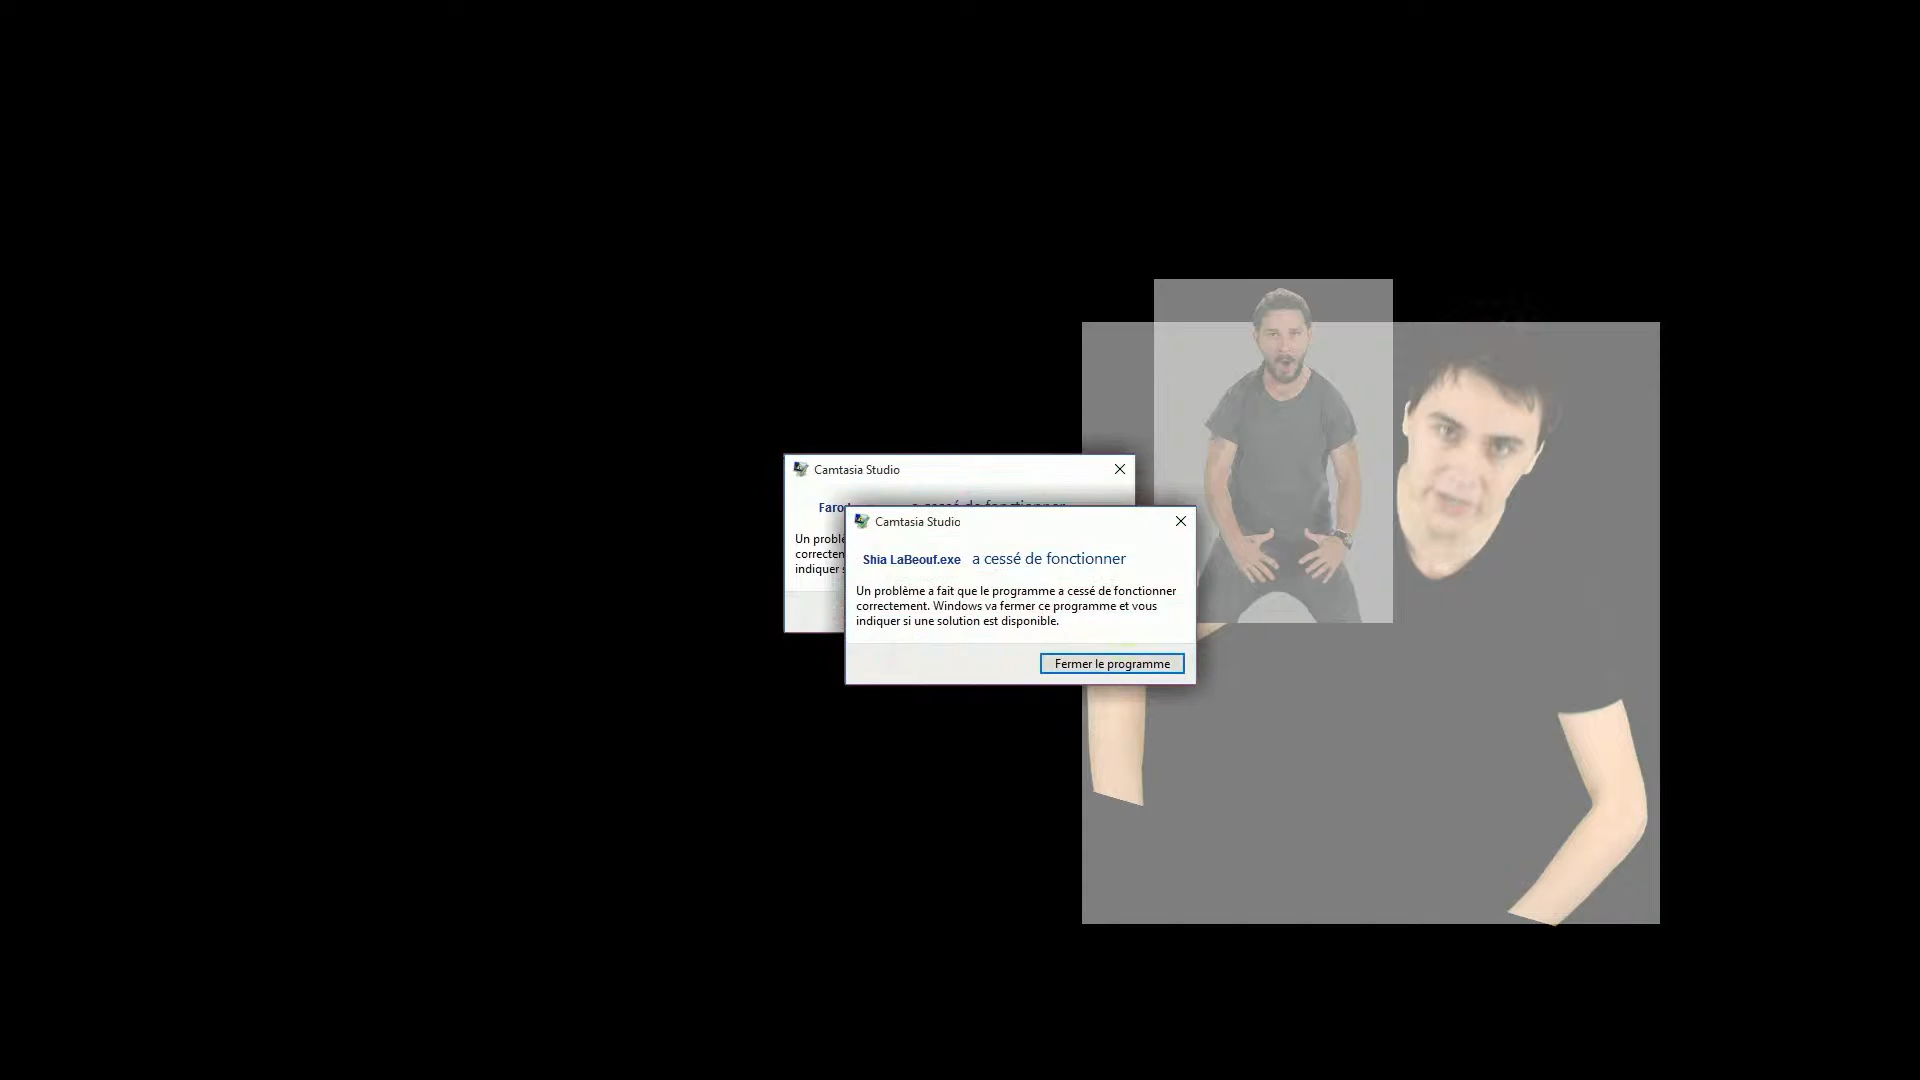 Camtasia Studio
Un
correctement
indiquer
Camtasia Studio
Shia LaBeouf.exe a cessé de fonctionner
Un problème a fait que le programme a cessé de fonctionner
correctement. Windows va fermer ce programme et vous
indiquer si une solution est disponible.
Fermer le programme